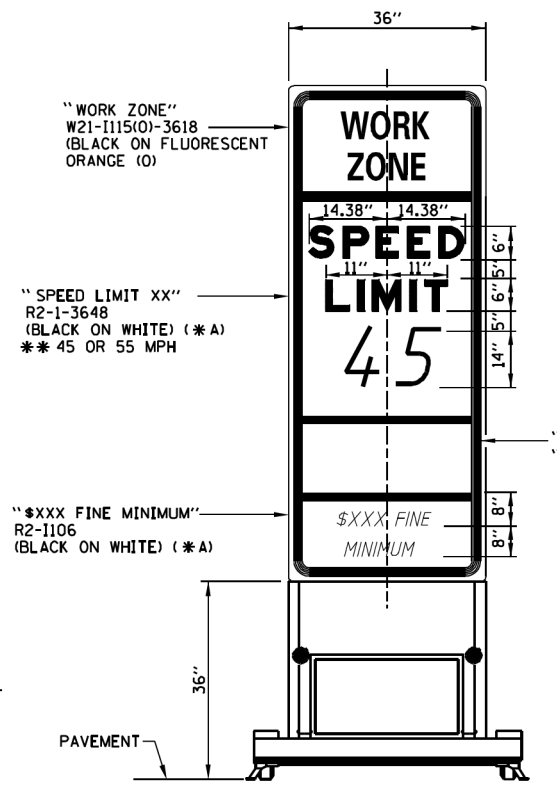 36"
"WORK ZONE"
W21-I115(O)-3618
(BLACK ON FLUORESCENT
ORANGE (O)
WORK
ZONE
14.38" 14.38"
SPEED
6"
11" 11"
5"
LIMIT
6"
5"
45
14"
"SPEED LIMIT XX"
R2-1-3648
(BLACK ON WHITE) (*A)
** 45 OR 55 MPH
"$XXX FINE MINIMUM"
R2-I106
(BLACK ON WHITE) (*A)
$XXX FINE
MINIMUM
8"
8"
36"
PAVEMENT